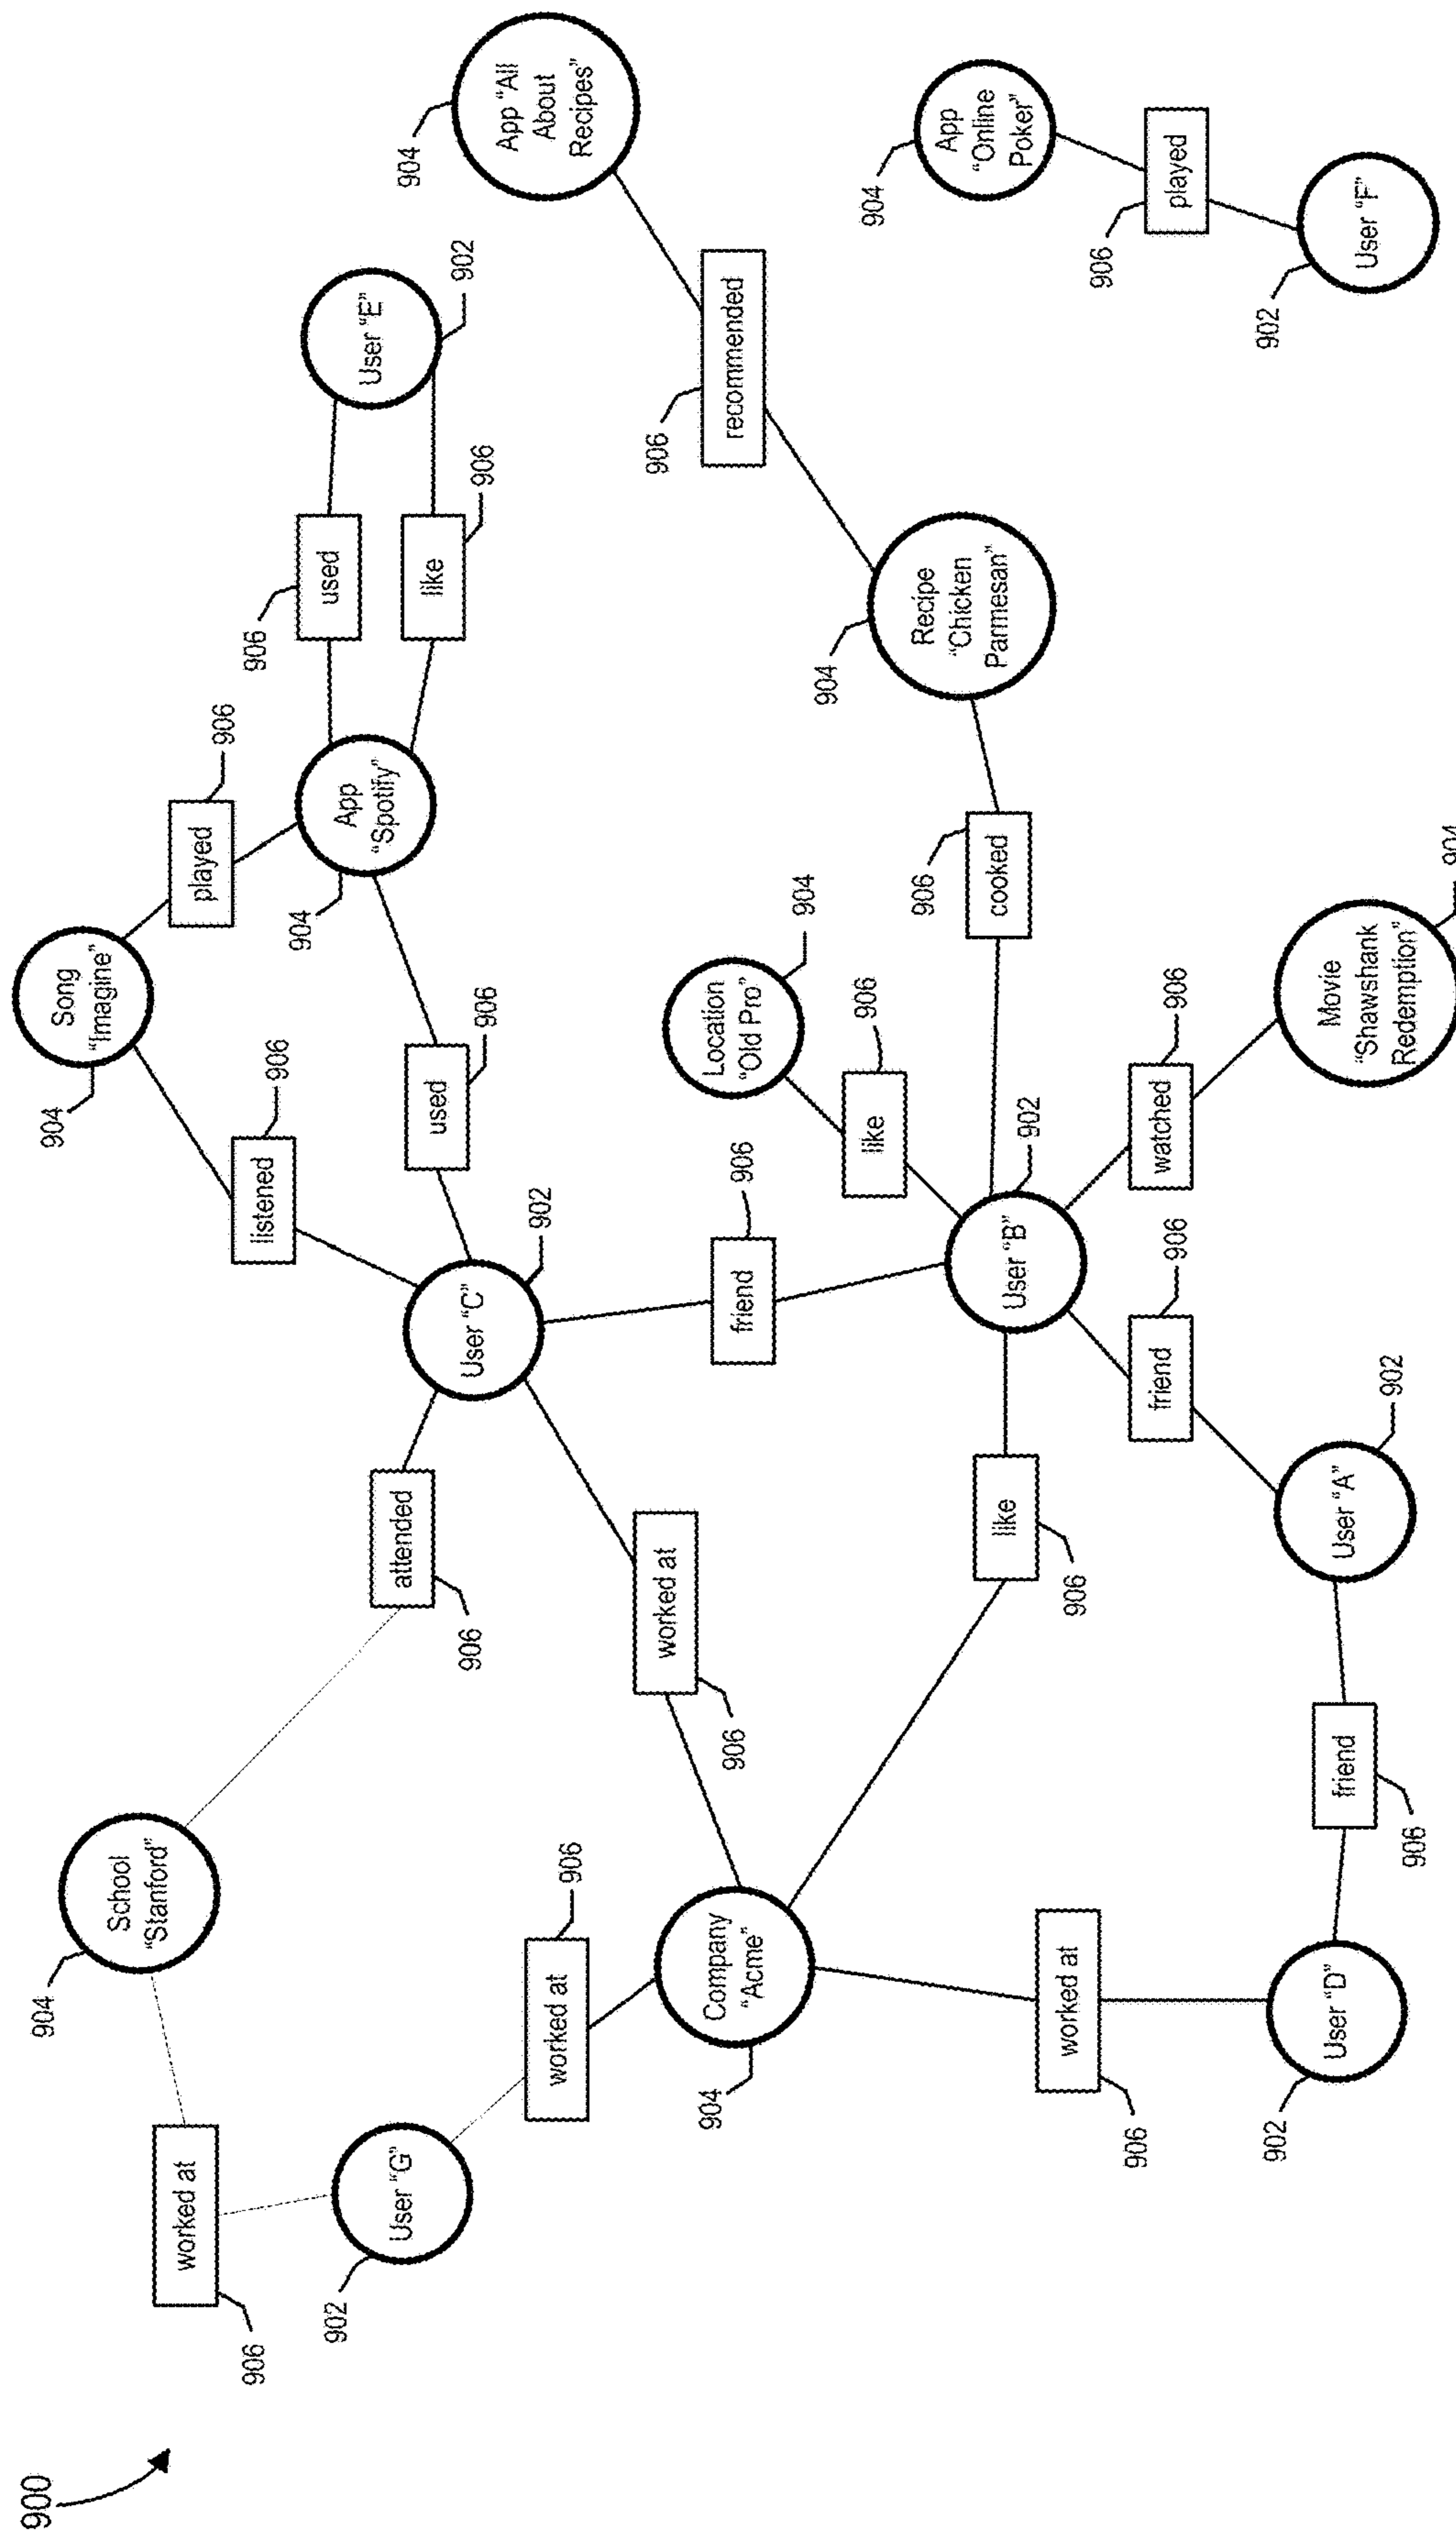 900
906
worked at
904
School
"Stanford"
904
Song
"Imagine"
906
played
906
listened
902
User "G"
906
attended
902
User "C"
906
used
904
App
"Spotify"
906
used
906
like
User "E"
902
904
App "All
About
Recipes"
906
worked at
906
worked at
906
friend
906
recommended
904
Company
"Acme"
Location
"Old Pro"
904
906
like
904
Recipe
"Chicken
Parmesan"
906
cooked
906
like
User "B"
902
904
App
"Online
Poker"
906
worked at
906
friend
906
watched
906
played
902
User "D"
906
friend
User "A"
902
Movie
"Shawshank
Redemption"
904
902
User "F"